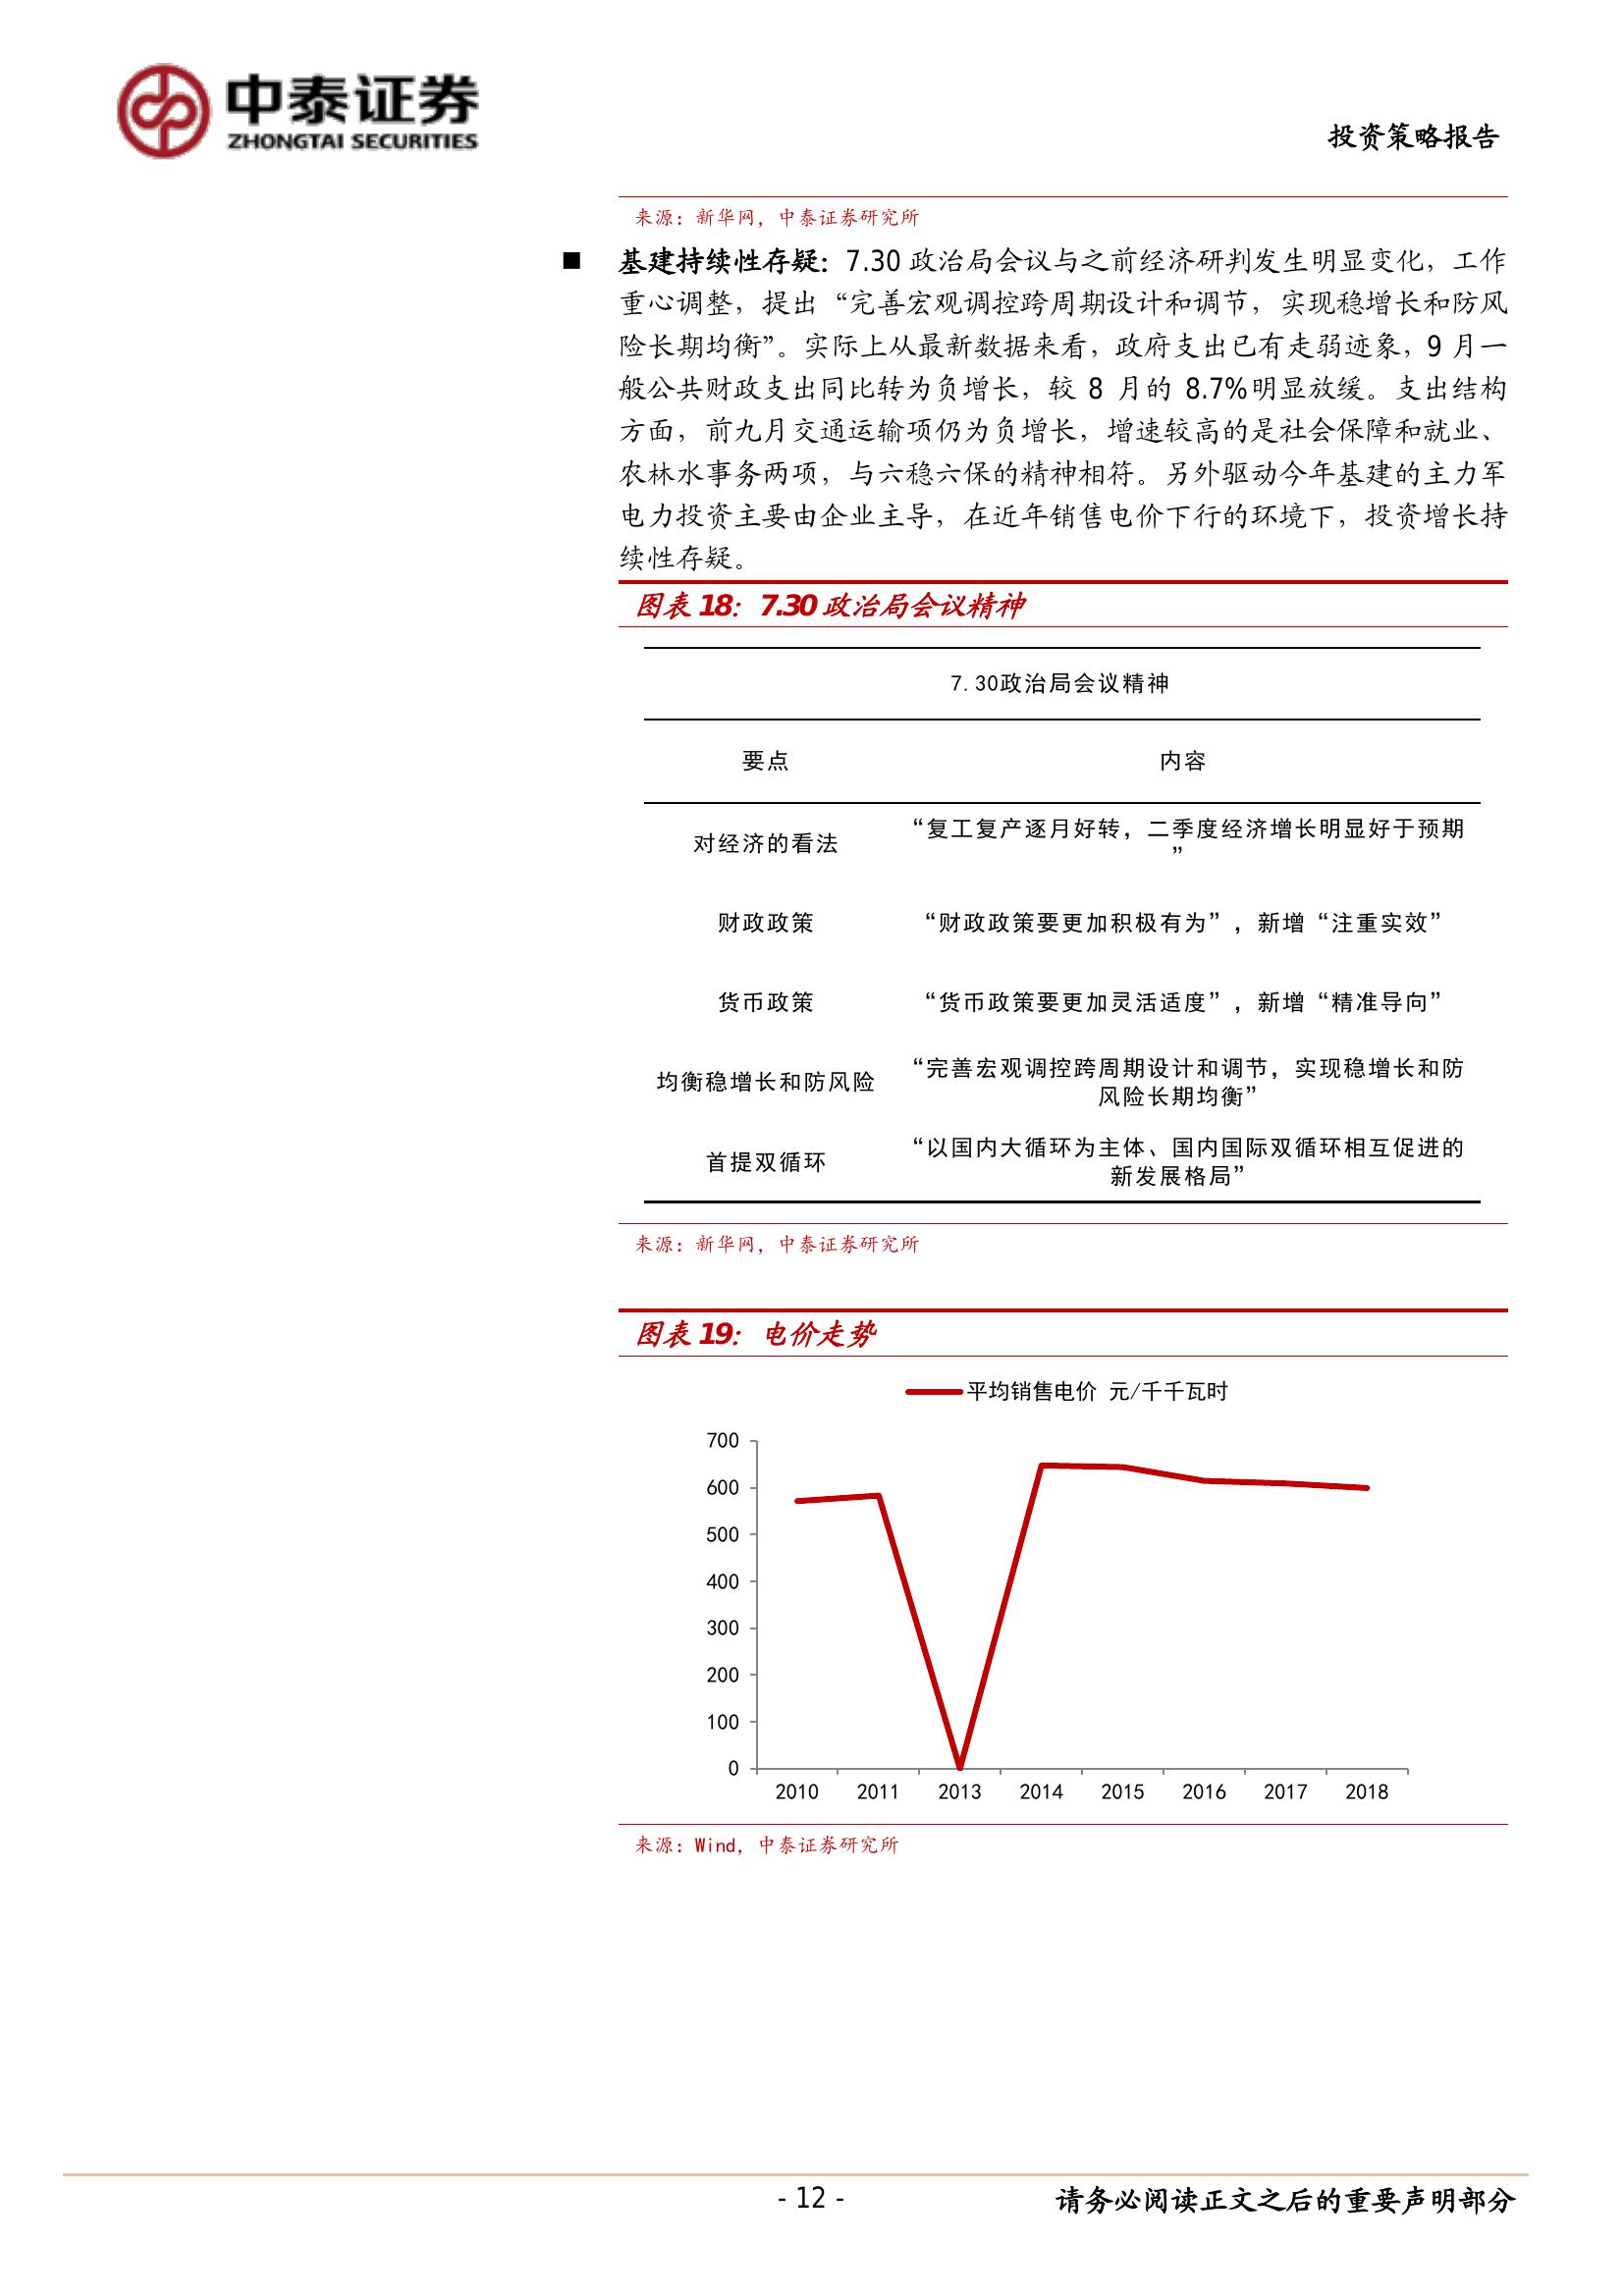 中泰证券
ZHONGTAI SECURITIES
投资策略报告
来源：新华网，中泰证券研究所
■ 基建持续性存疑：7.30 政治局会议与之前经济研判发生明显变化，工作
重心调整，提出“完善宏观调控跨周期设计和调节，实现稳增长和防风
险长期均衡”。实际上从最新数据来看，政府支出已有走弱迹象，9 月一
般公共财政支出同比转为负增长，较 8 月的 8.7%明显放缓。支出结构
方面，前九月交通运输项仍为负增长，增速较高的是社会保障和就业、
农林水事务两项，与六稳六保的精神相符。另外驱动今年基建的主力军
电力投资主要由企业主导，在近年销售电价下行的环境下，投资增长持
续性存疑。
图表 18：7.30 政治局会议精神
7.30政治局会议精神
要点 内容
对经济的看法 “复工复产逐月好转，二季度经济增长明显好于预期
”
财政政策 “财政政策要更加积极有为”，新增“注重实效”
货币政策 “货币政策要更加灵活适度”，新增“精准导向”
均衡稳增长和防风险 “完善宏观调控跨周期设计和调节，实现稳增长和防
风险长期均衡”
首提双循环 “以国内大循环为主体、国内国际双循环相互促进的
新发展格局”
来源：新华网，中泰证券研究所
图表 19：电价走势
平均销售电价 元/千千瓦时
700
600
500
400
300
200
100
0
2010 2011 2013 2014 2015 2016 2017 2018
来源：Wind，中泰证券研究所
- 12 -
请务必阅读正文之后的重要声明部分